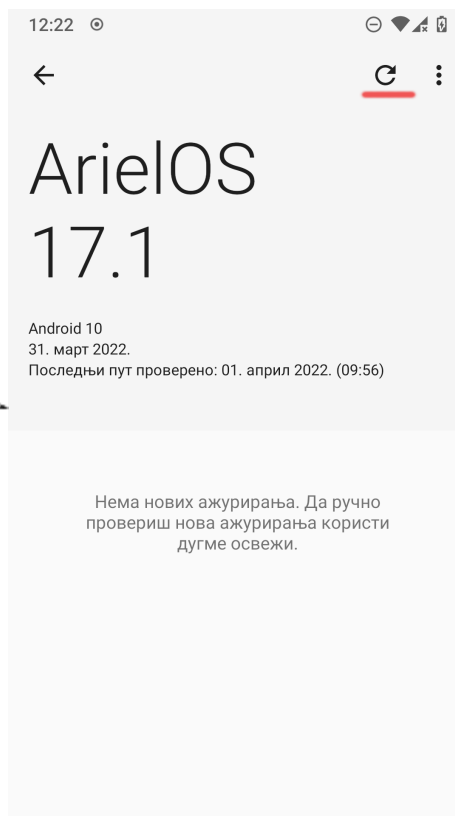 12:22
ArielOS
17.1
Android 10
31. март 2022.
Последњи пут проверено: 01. април 2022. (09:56)
Нема нових ажурирања. Да ручно
провериш нова ажурирања користи
дугме освежи.